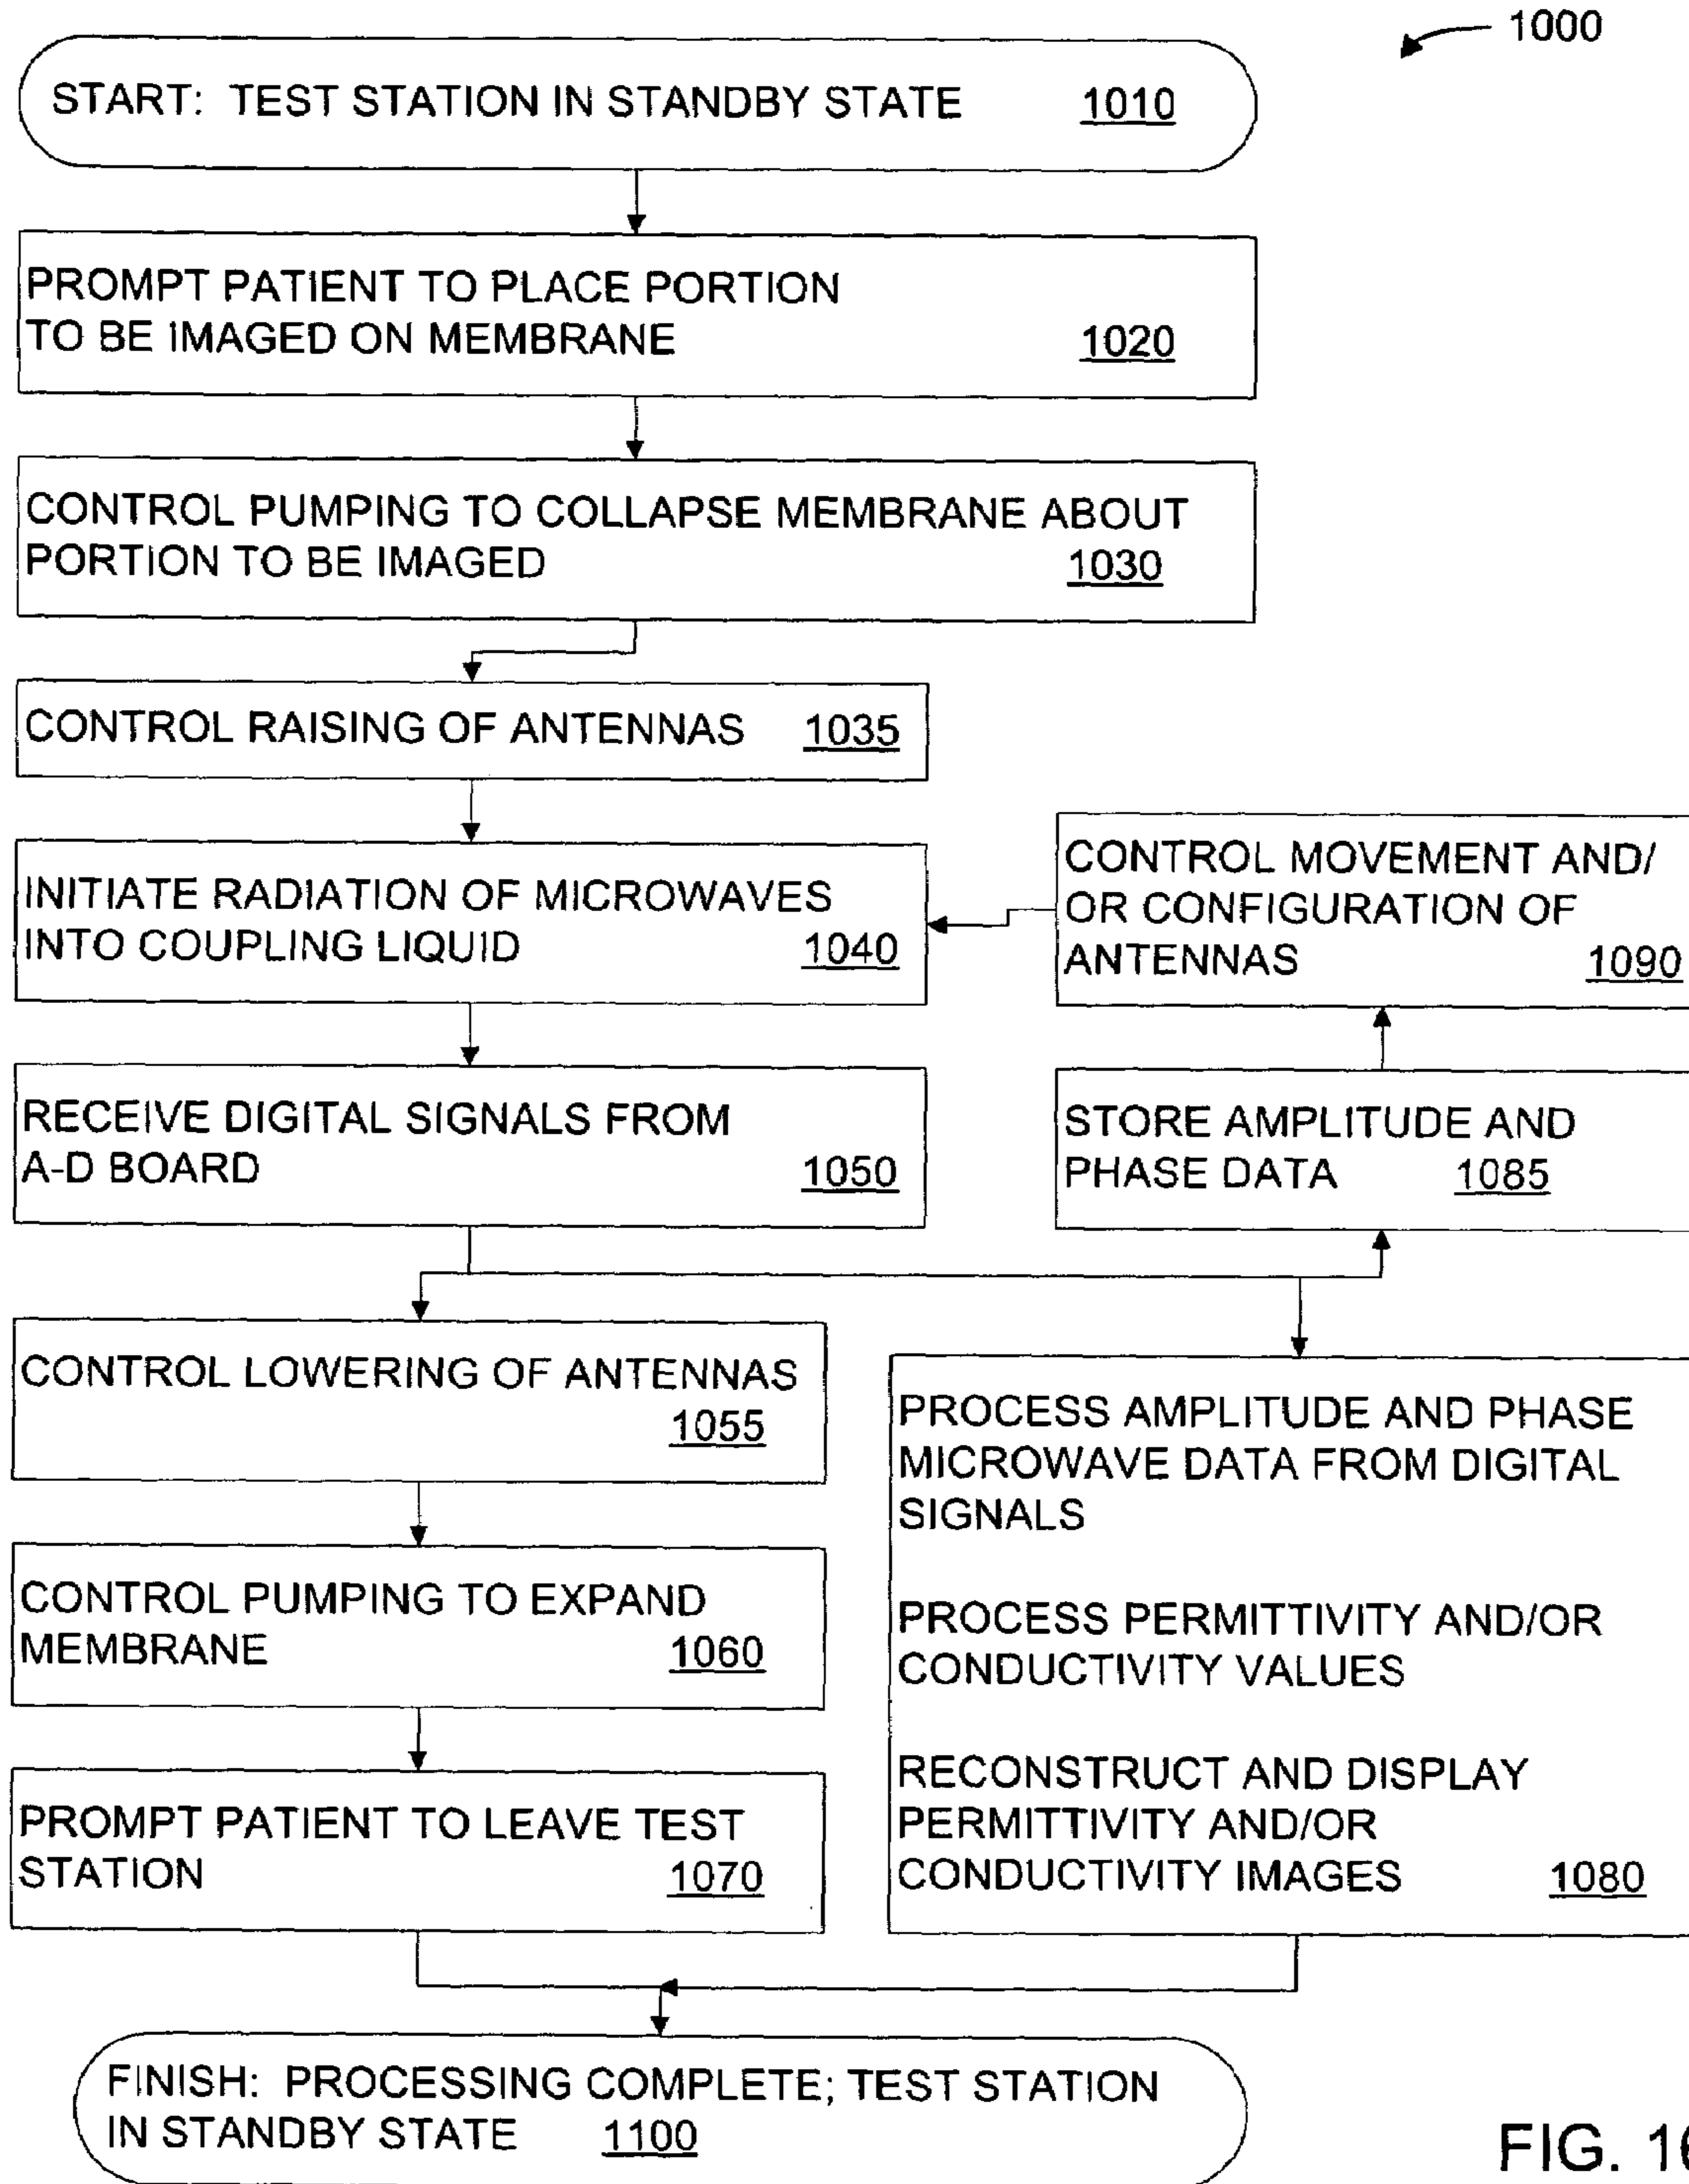 1000
START: TEST STATION IN STANDBY STATE 1010
PROMPT PATIENT TO PLACE PORTION
TO BE IMAGED ON MEMBRANE 1020
CONTROL PUMPING TO COLLAPSE MEMBRANE ABOUT
PORTION TO BE IMAGED 1030
CONTROL RAISING OF ANTENNAS 1035
INITIATE RADIATION OF MICROWAVES
INTO COUPLING LIQUID 1040
CONTROL MOVEMENT AND/
OR CONFIGURATION OF
ANTENNAS 1090
RECEIVE DIGITAL SIGNALS FROM
A-D BOARD 1050
STORE AMPLITUDE AND
PHASE DATA 1085
CONTROL LOWERING OF ANTENNAS
1055
CONTROL PUMPING TO EXPAND
MEMBRANE 1060
PROMPT PATIENT TO LEAVE TEST
STATION 1070
PROCESS AMPLITUDE AND PHASE
MICROWAVE DATA FROM DIGITAL
SIGNALS
PROCESS PERMITTIVITY AND/OR
CONDUCTIVITY VALUES
RECONSTRUCT AND DISPLAY
PERMITTIVITY AND/OR
CONDUCTIVITY IMAGES 1080
FINISH: PROCESSING COMPLETE; TEST STATION
IN STANDBY STATE 1100
FIG. 16